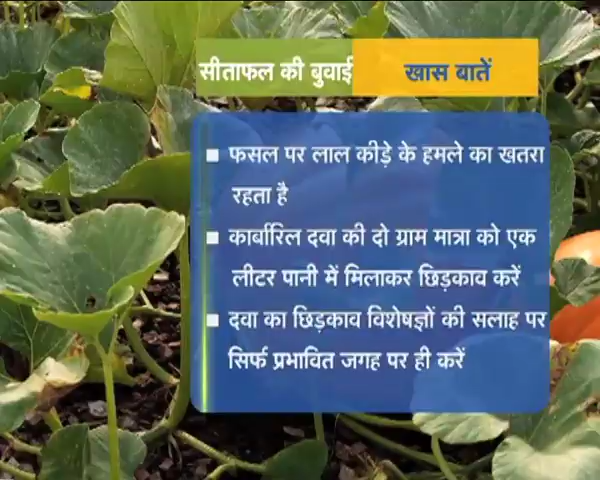 सीताफल की बुवाई
खास बातें
फसल पर लाल कीड़े के हमले का खतरा
रहता है
कार्बारिल दवा की दो ग्राम मात्रा को एक
लीटर पानी में मिलाकर छिड़काव करें
दवा का छिड़काव विशेषज्ञों की सलाह पर
सिर्फ प्रभावित जगह पर ही करें